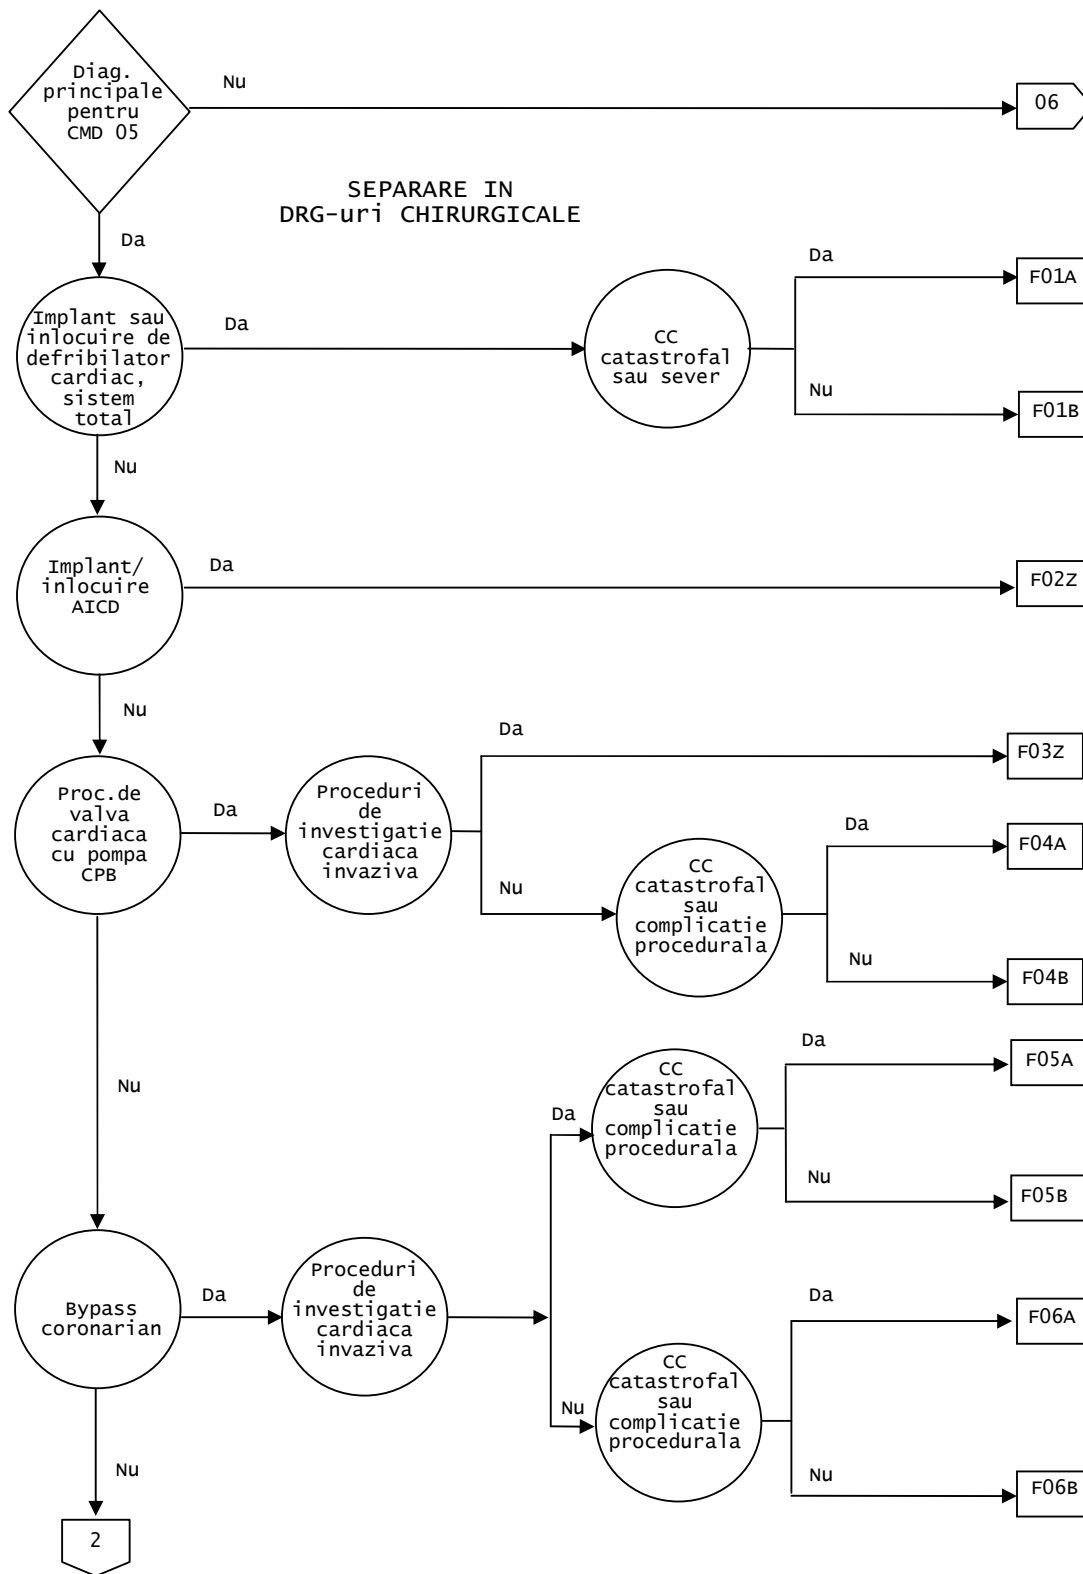 Diag.
principale
pentru
CMD 05
Nu
06
SEPARARE IN
DRG-uri CHIRURGICALE
Da
Implant sau
inlocuire de
defribilator
cardiac,
sistem
total
Da
CC
catastrofal
sau sever
Da
F01A
Nu
F01B
Nu
Implant/
inlocuire
AICD
Da
F02Z
Nu
Proc.de
valva
cardiaca
cu pompa
CPB
Da
Proceduri
de
investigatie
cardiaca
invaziva
Da
F03Z
Nu
CC
catastrofal
sau
complicatie
procedurala
Da
F04A
Nu
F04B
Nu
Bypass
coronarian
Da
Proceduri
de
investigatie
cardiaca
invaziva
Da
CC
catastrofal
sau
complicatie
procedurala
Da
F05A
Nu
F05B
Nu
CC
catastrofal
sau
complicatie
procedurala
Da
F06A
Nu
F06B
Nu
2